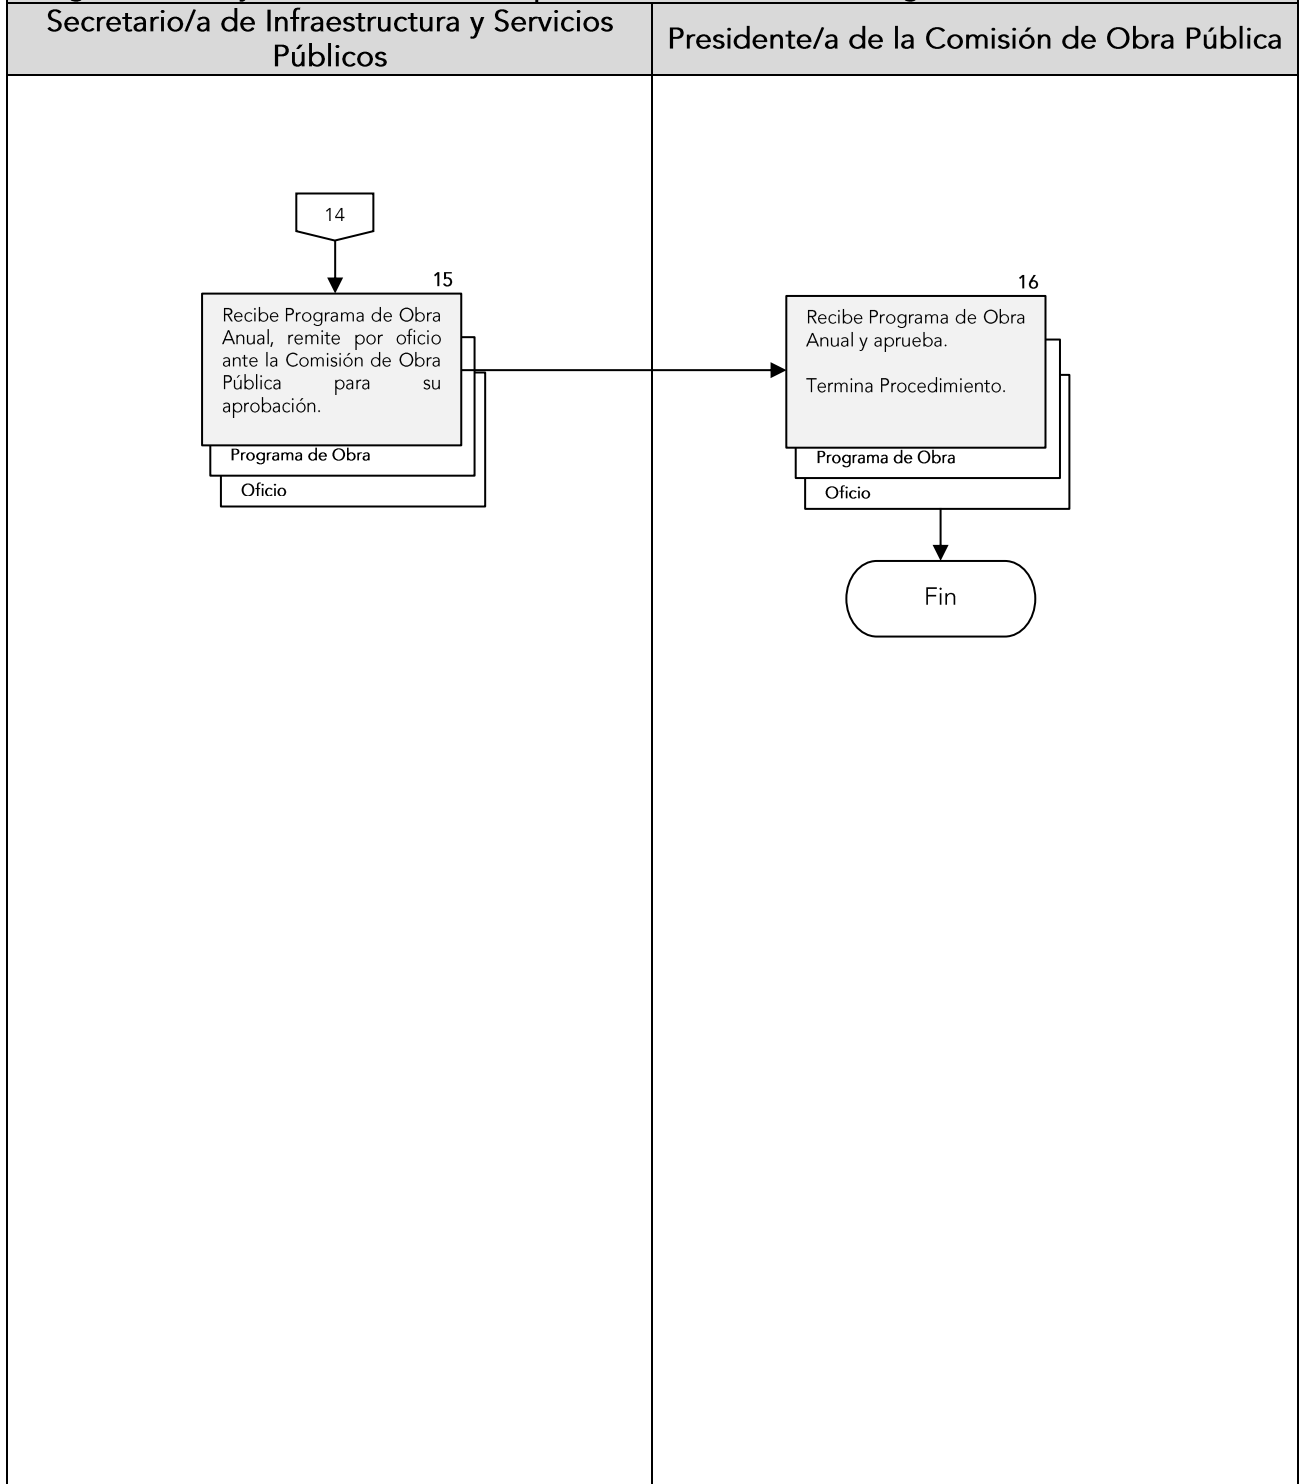 Secretario/a de Infraestructura y Servicios
Públicos
Presidente/a de la Comisión de Obra Pública
14
15
Recibe Programa de Obra
Anual, remite por oficio
ante la Comisión de Obra
Pública para su
aprobación.
Programa de Obra
Oficio
16
Recibe Programa de Obra
Anual y aprueba.
Termina Procedimiento.
Programa de Obra
Oficio
Fin